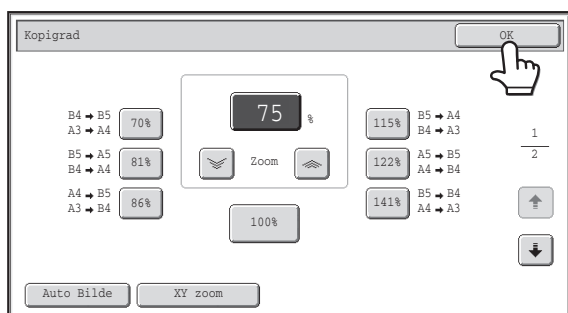 Kopigrad
OK
B4 → B5
A3 → A4
70%
B5 → A5
B4 → A4
81%
A4 → B5
A3 → B4
86%
75 %
Zoom
100%
115%
B5 → A4
B4 → A3
122%
A5 → B5
A4 → B4
141%
B5 → B4
A4 → A3
1
2
Auto Bilde
XY zoom